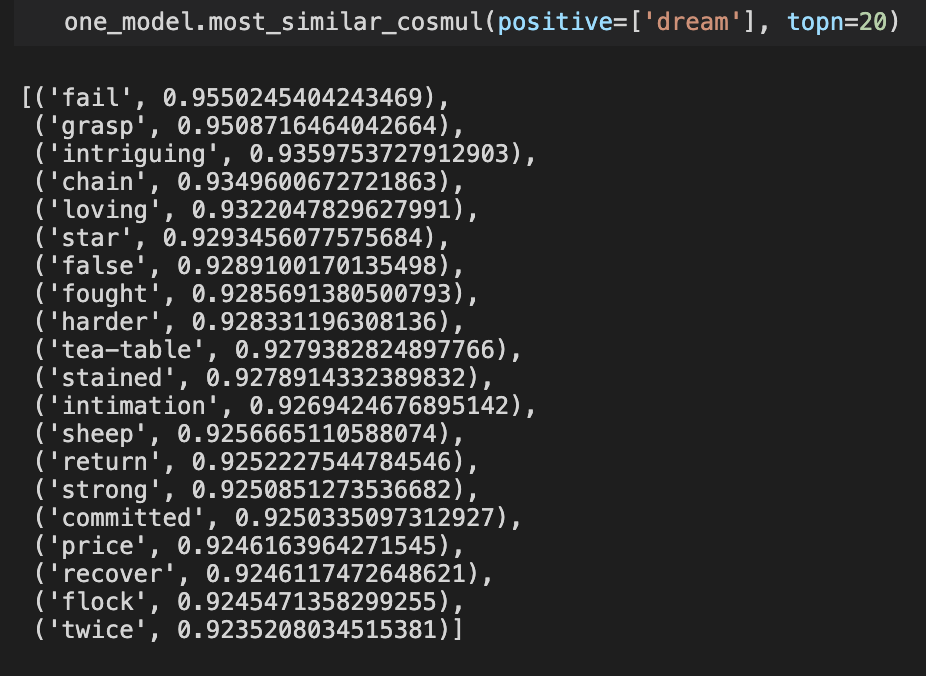 one_model.most_similar_cosmul(positive=['dream'], topn=20)
[('fail', 0.9550245404243469),
('grasp', 0.9508716464042664),
('intriguing', 0.9359753727912903),
('chain', 0.9349600672721863),
('loving', 0.9322047829627991),
('star', 0.9293456077575684),
('false', 0.9289100170135498),
('fought', 0.9285691380500793),
('harder', 0.928331196308136),
('tea-table', 0.9279382824897766),
('stained', 0.9278914332389832),
('intimation', 0.9269424676895142),
('sheep', 0.9256665110588074),
('return', 0.9252227544784546),
('strong', 0.9250851273536682),
('committed', 0.9250335097312927),
('price', 0.9246163964271545),
('recover', 0.9246117472648621),
('flock', 0.9245471358299255),
('twice', 0.9235208034515381)]